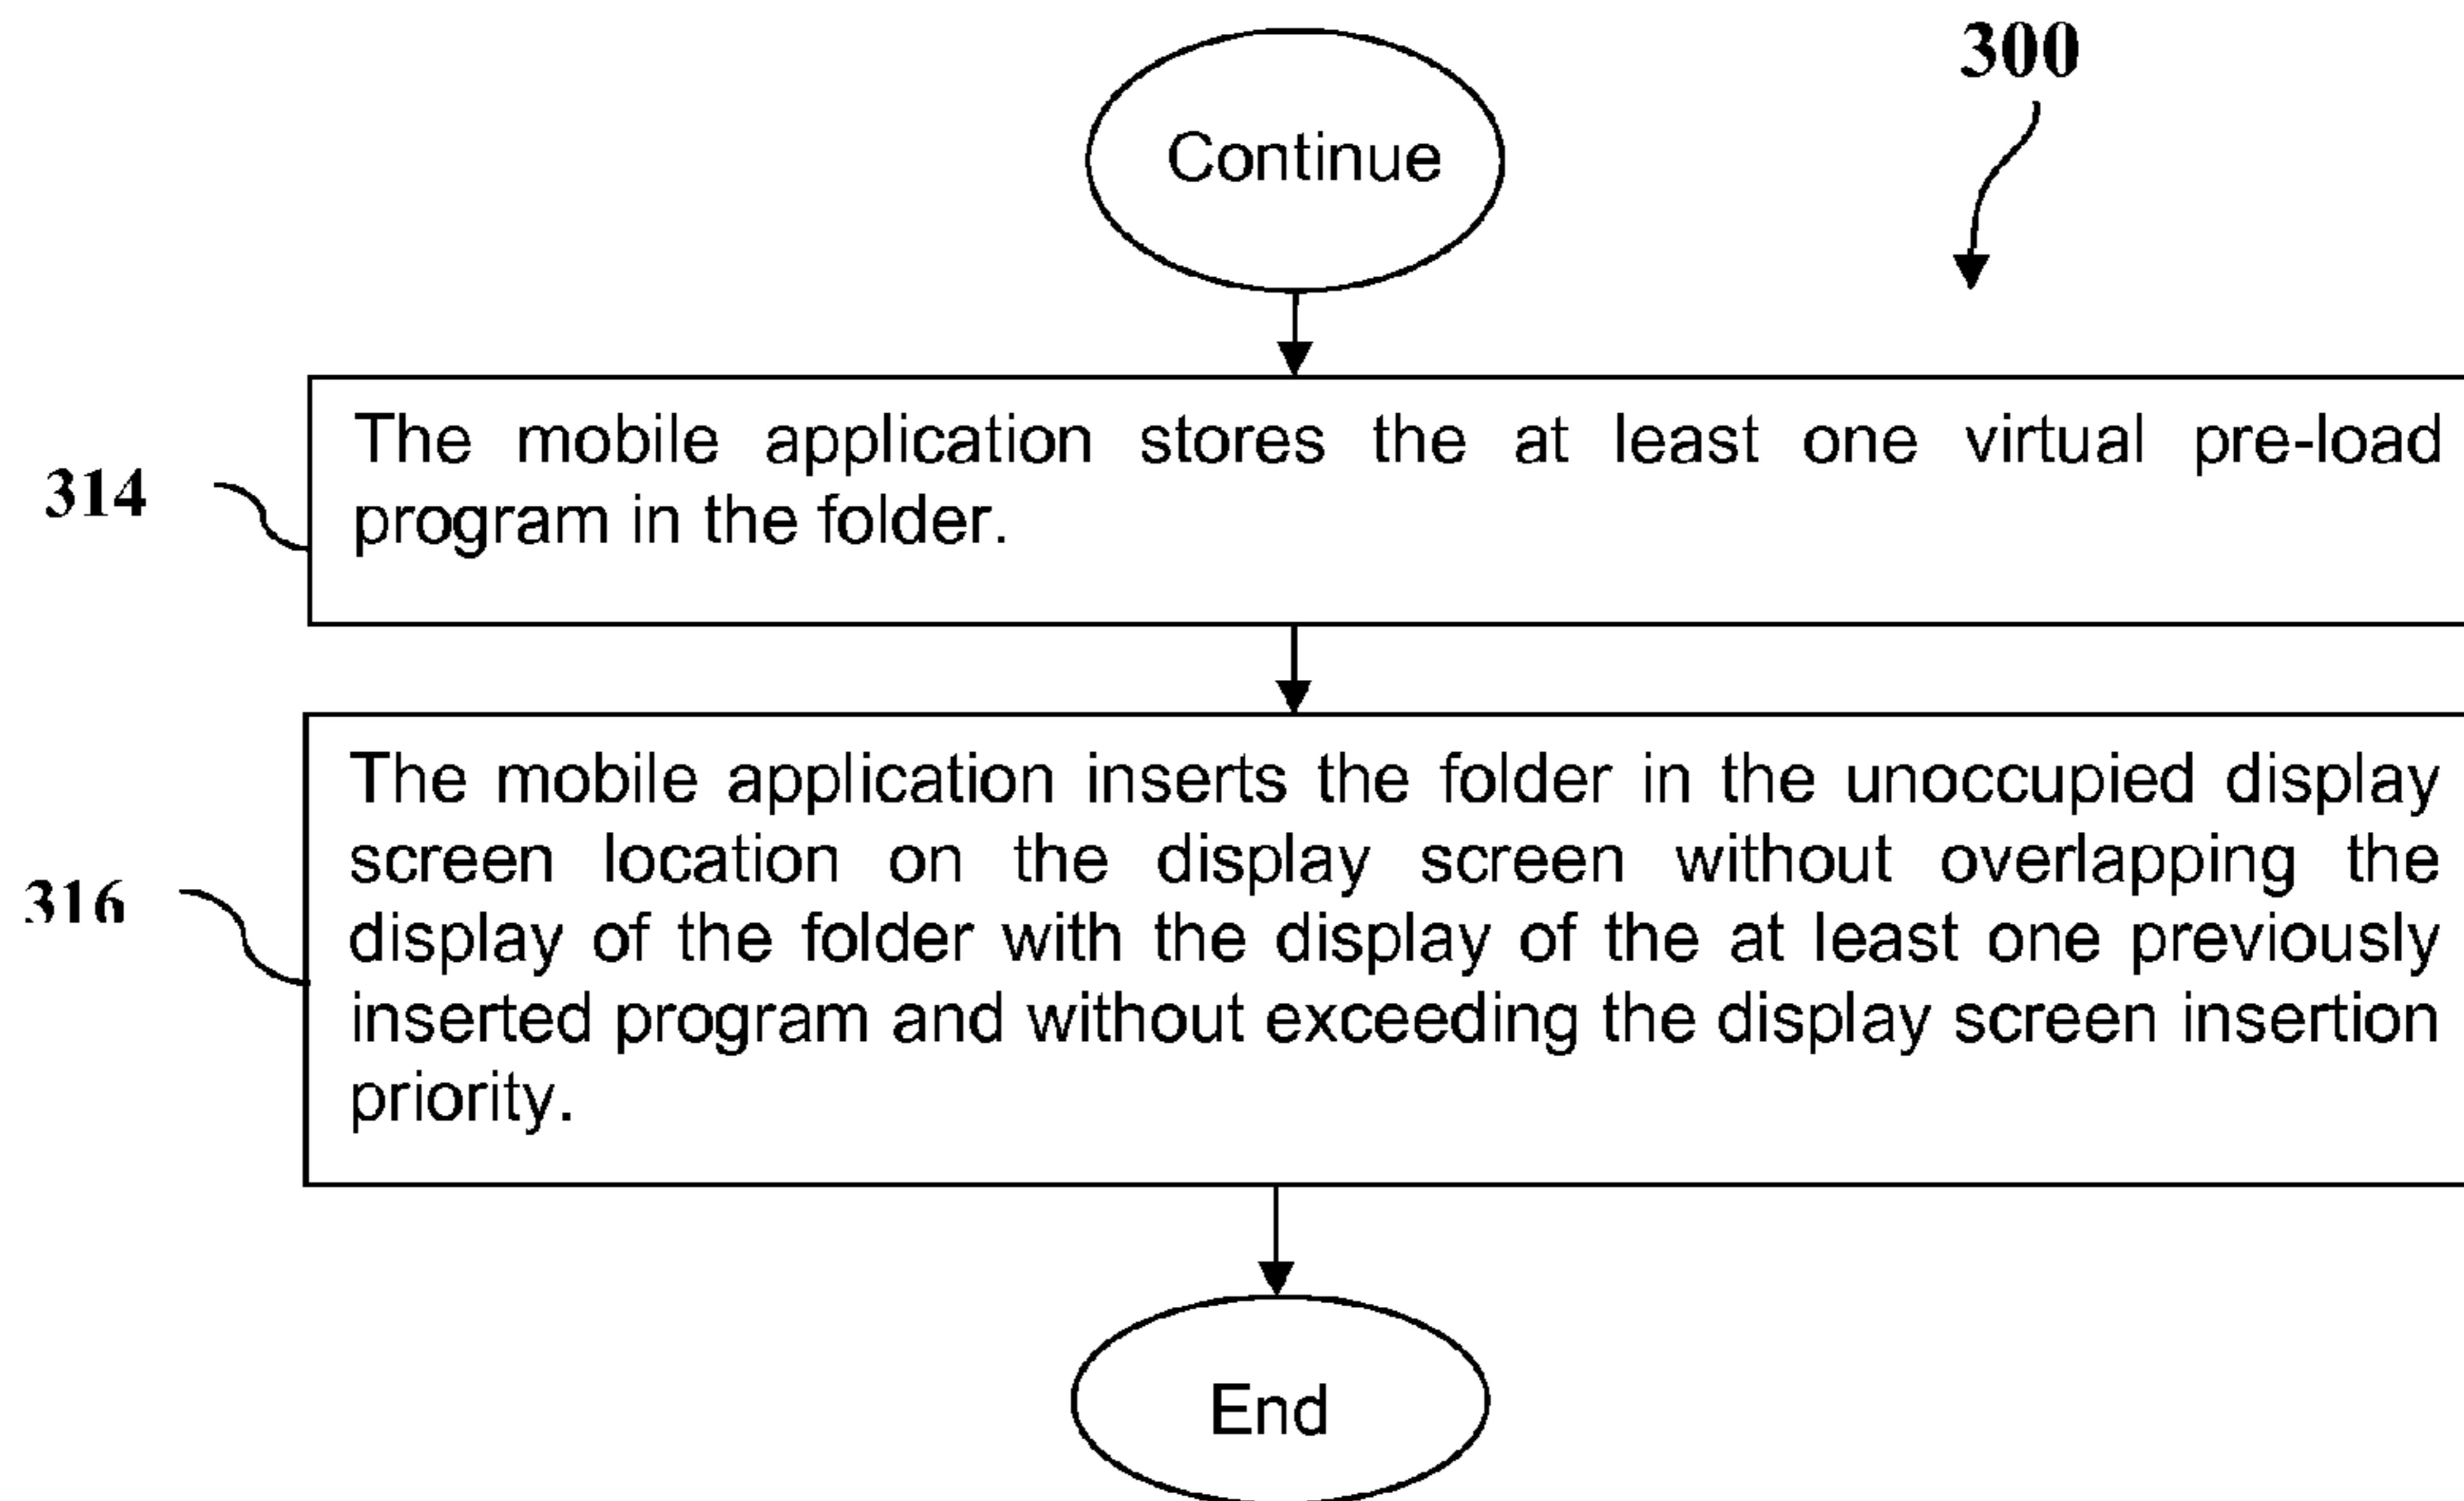 300
Continue
The mobile application stores the at least one virtual pre-load
program in the folder.
314
The mobile application inserts the folder in the unoccupied display
screen location on the display screen without overlapping the
display of the folder with the display of the at least one previously
inserted program and without exceeding the display screen insertion
priority.
316
End